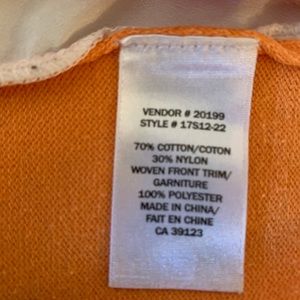 VENDOR # 20199
STYLE # 17S12-22
70% COTTON/COTON
30% NYLON
WOVEN FRONT TRIM/
GARNITURE
100% POLYESTER
MADE IN CHINA/
FAIT EN CHINE
CA 39123